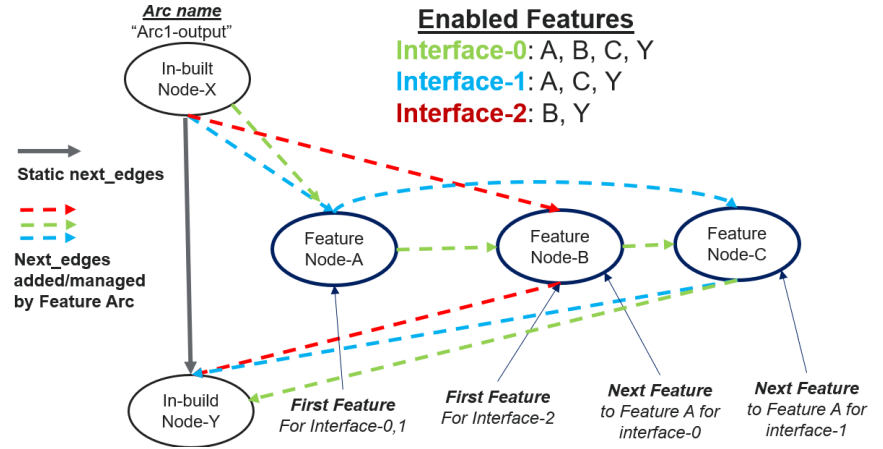 Arc name
“Arc1-output”
Enabled Features
Interface-0: A, B, C, Y
Interface-1: A, C, Y
Interface-2: B, Y
In-built
Node-X
Static next_edges
Next_edges
added/managed
by Feature Arc
Feature
Node-A
Feature
Node-B
Feature
Node-C
In-build
Node-Y
First Feature
For Interface-0,1
First Feature
For Interface-2
Next Feature
to Feature A for
interface-0
Next Feature
to Feature A for
interface-1